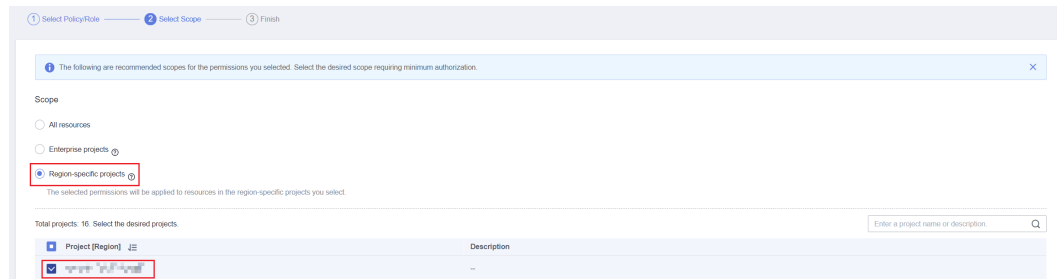 1 Select Policy/Role 2 Select Scope 3 Finish
The following are recommended scopes for the permissions you selected. Select the desired scope requiring minimum authorization.
Scope
All resources
Enterprise projects
Region-specific projects
The selected permissions will be applied to resources in the region-specific projects you select.
Total projects: 16. Select the desired projects. Enter a project name or description.
Project [Region] Description
--